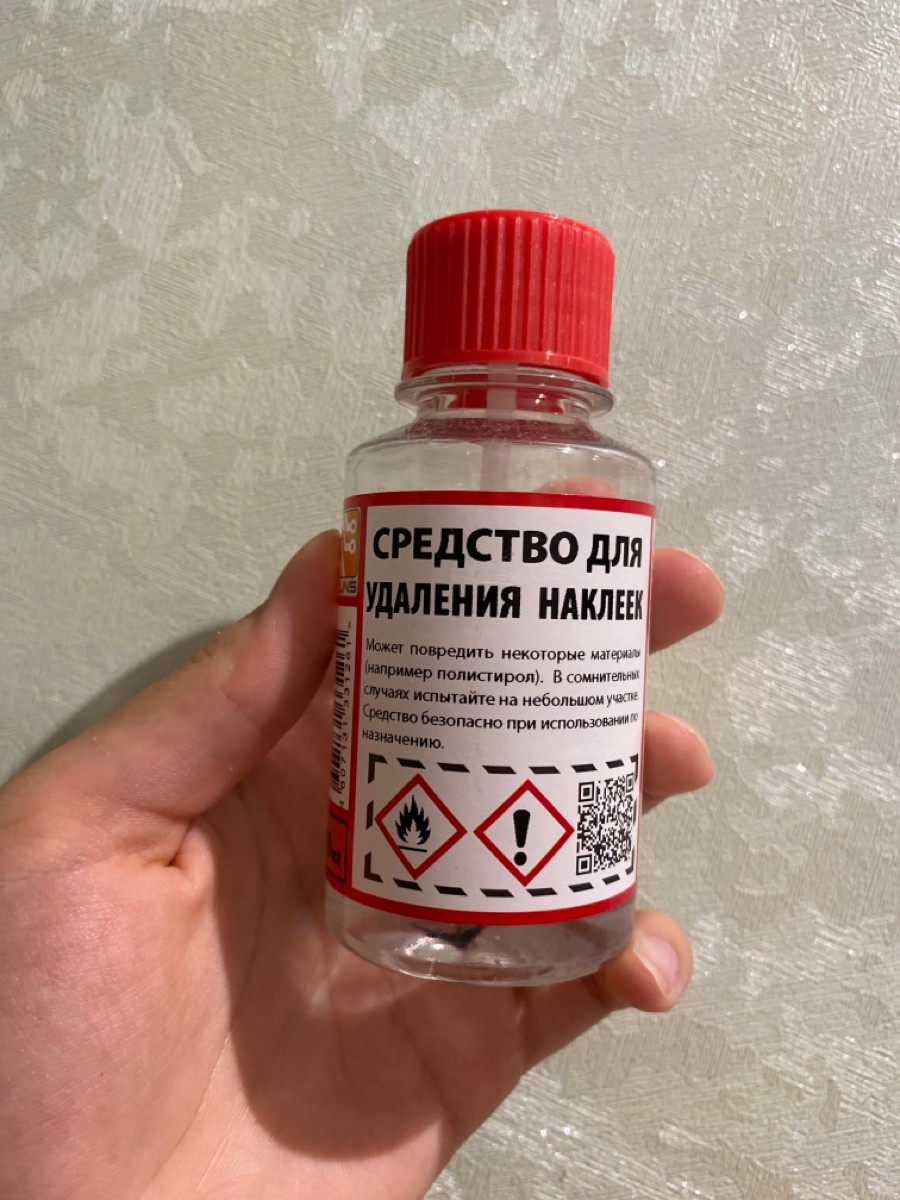 СРЕДСТВО ДЛЯ
УДАЛЕНИЯ НАКЛЕЕК
Может повредить некоторые материалы
(например полистирол). В сомнительных
случаях испытайте на небольшом участке.
Средство безопасно при использовании по
назначению.